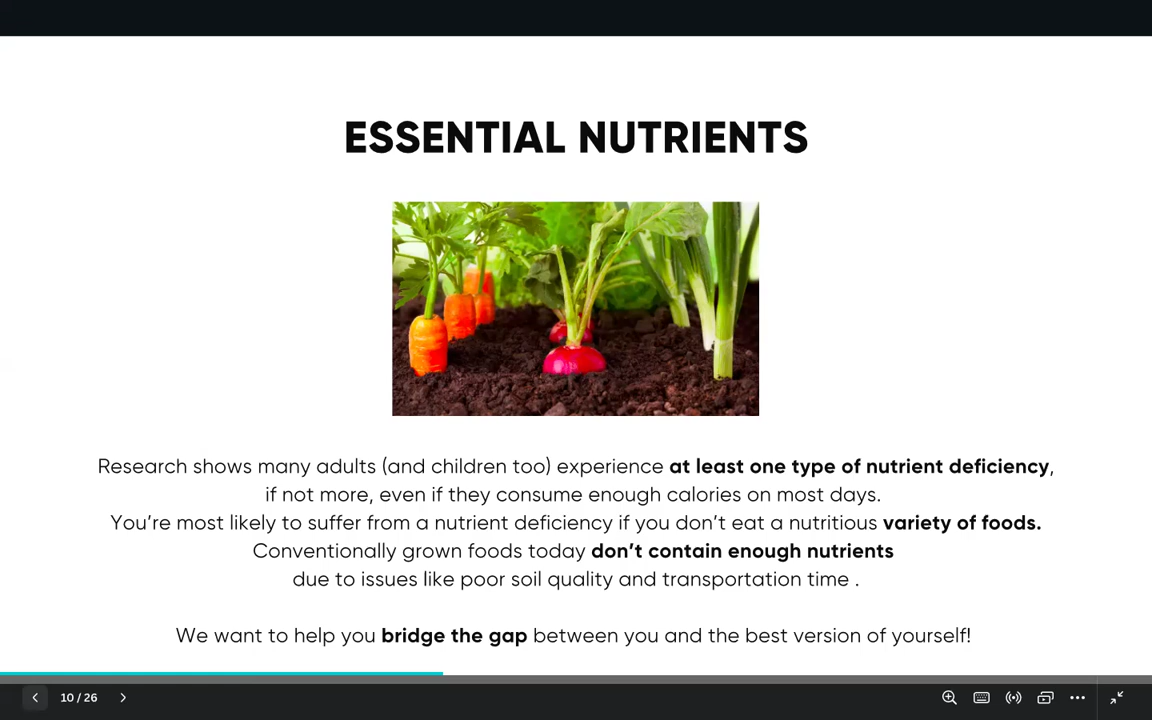 ESSENTIAL NUTRIENTS
Research shows many adults (and children too) experience at least one type of nutrient deficiency,
if not more, even if they consume enough calories on most days.
You’re most likely to suffer from a nutrient deficiency if you don’t eat a nutritious variety of foods.
Conventionally grown foods today don’t contain enough nutrients
due to issues like poor soil quality and transportation time .
We want to help you bridge the gap between you and the best version of yourself!
10 / 26